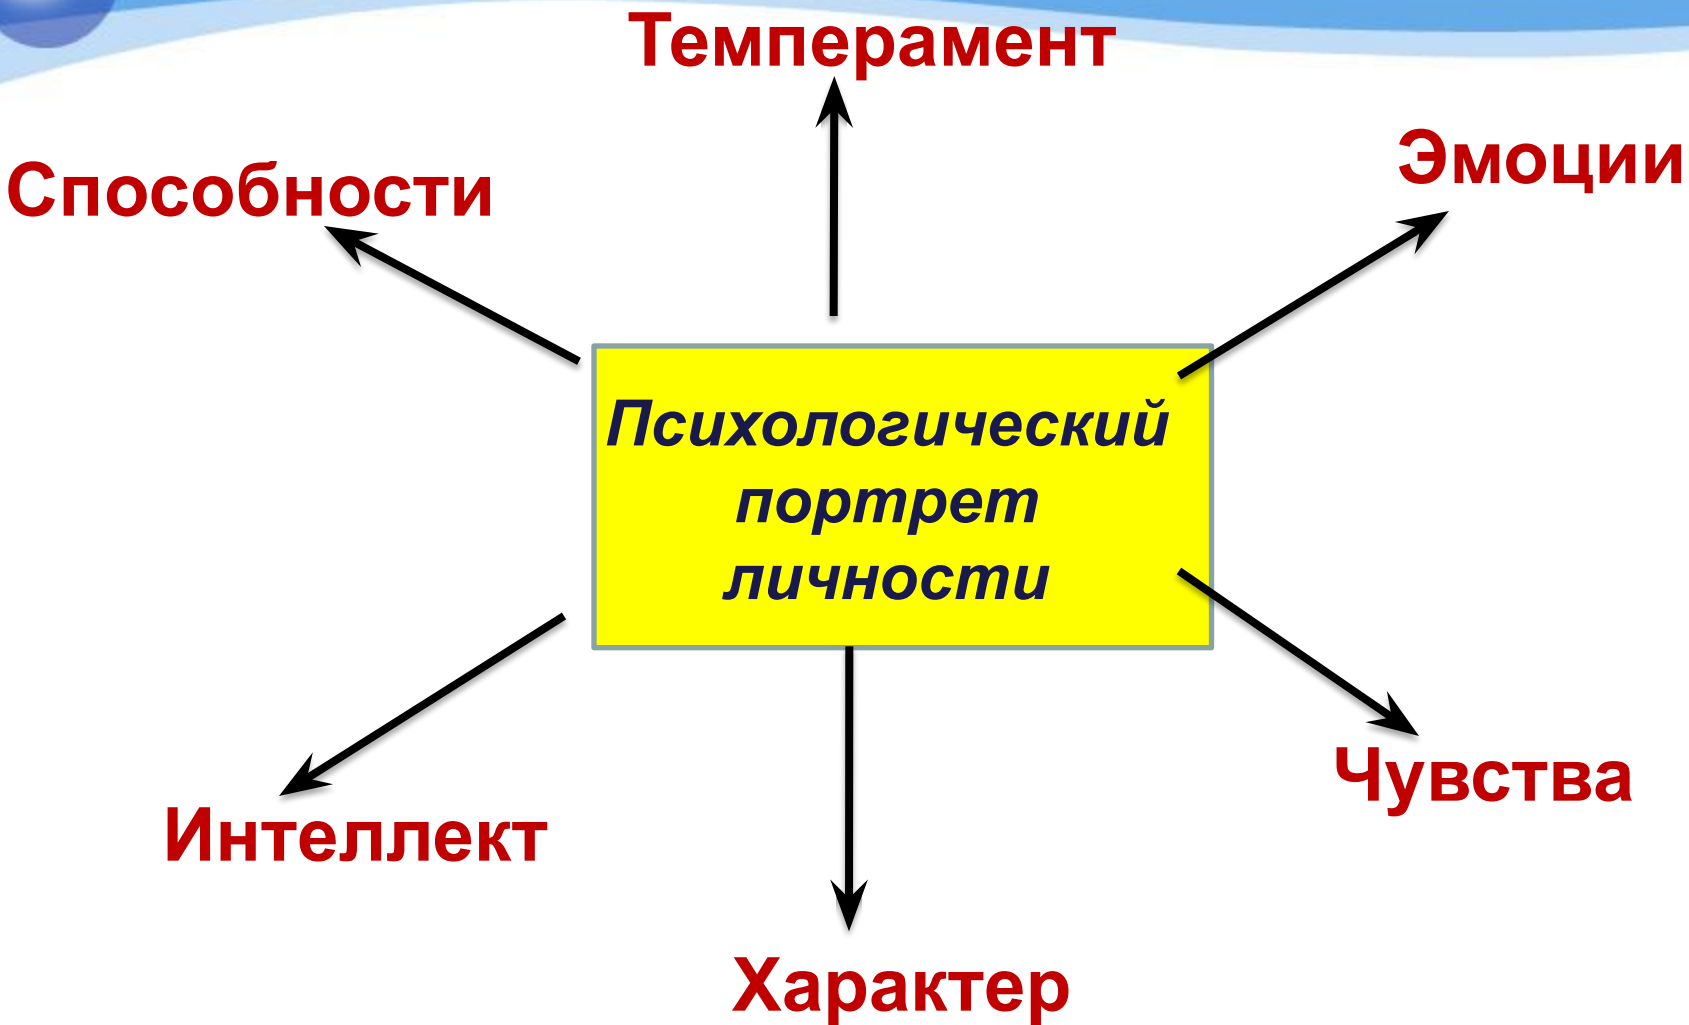 Темперамент
Эмоции
Способности
Психологический
портрет
личности
Чувства
Интеллект
Характер